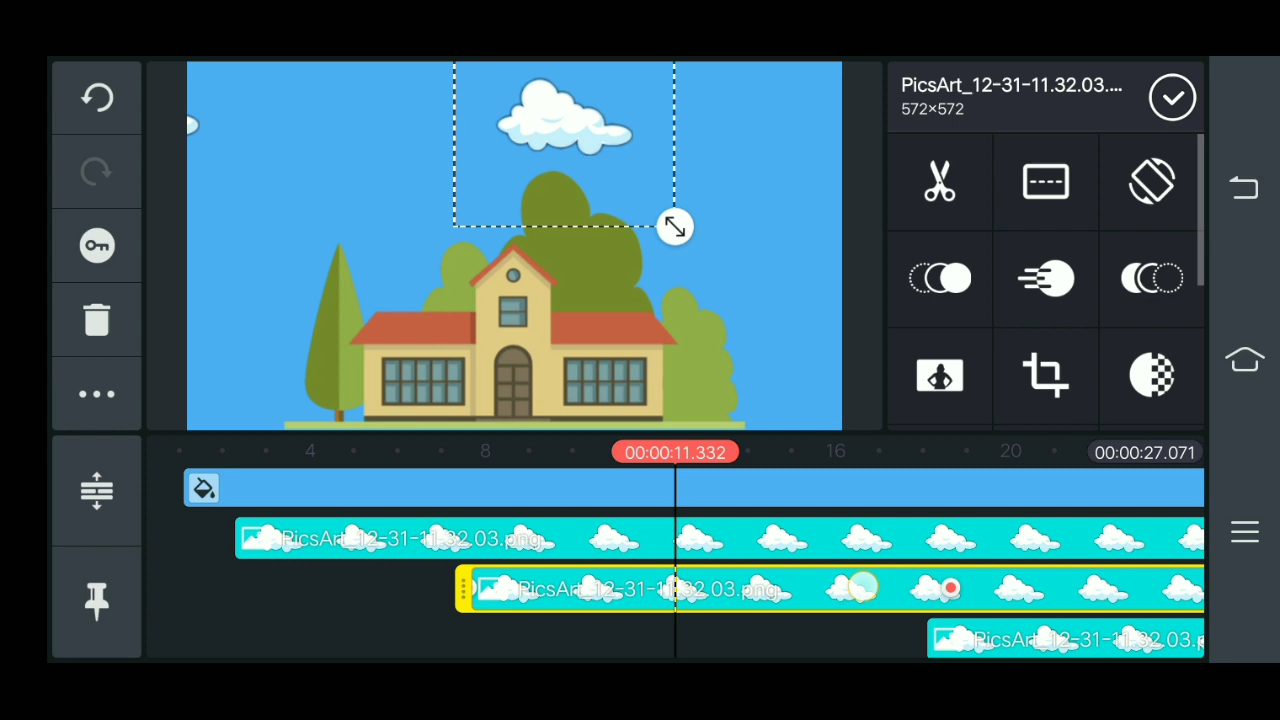 PicsArt_12-31-11.32.03....
572×572
4
8
00:00:11.332
16
20
00:00:27.071
PicsArt_12-31-11.32.03.png
PicsArt_12-31-11.32.03.png
PicsArt_12-31-11.32.03.p